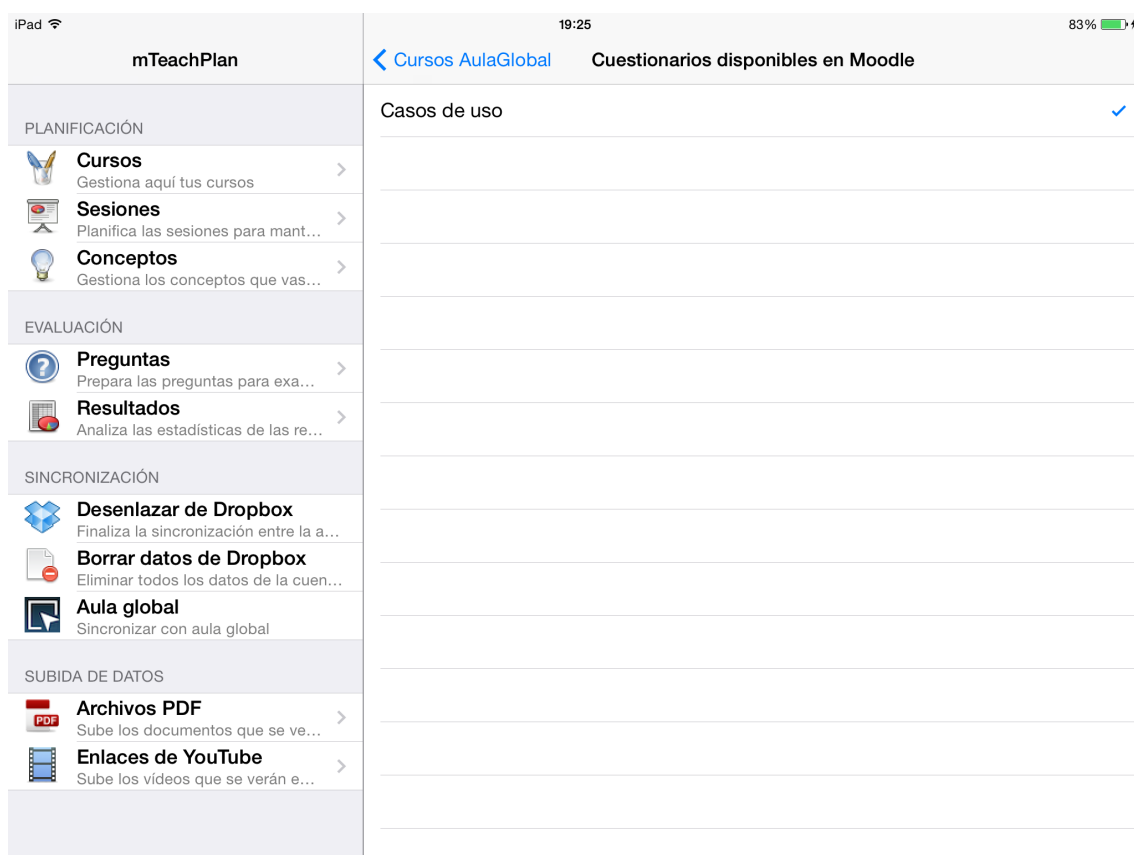 iPad
19:25
83%
mTeachPlan
Cursos AulaGlobal
Cuestionarios disponibles en Moodle
PLANIFICACIÓN
Cursos
Gestiona aquí tus cursos
Sesiones
Planifica las sesiones para mant...
Conceptos
Gestiona los conceptos que vas...
EVALUACIÓN
Preguntas
Prepara las preguntas para exa...
Resultados
Analiza las estadísticas de las re...
SINCRONIZACIÓN
Desenlazar de Dropbox
Finaliza la sincronización entre la a...
Borrar datos de Dropbox
Eliminar todos los datos de la cuen...
Aula global
Sincronizar con aula global
SUBIDA DE DATOS
PDF
Archivos PDF
Sube los documentos que se ve...
Enlaces de YouTube
Sube los vídeos que se verán e...
Casos de uso